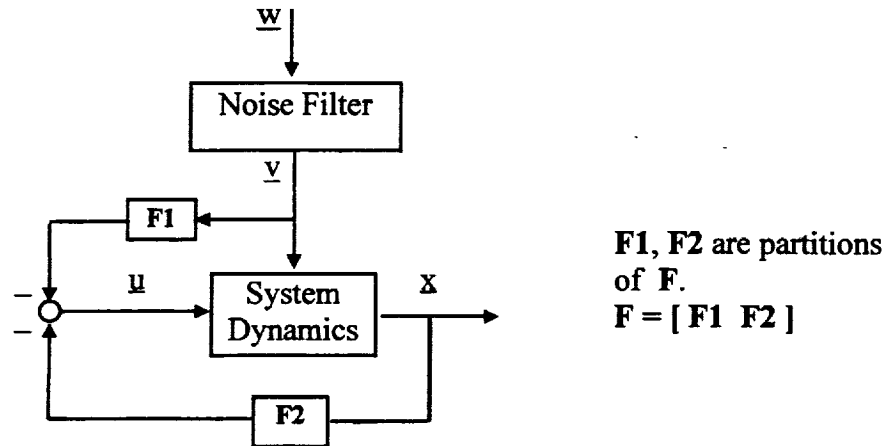 w
Noise Filter
v
F1
u
System
Dynamics
x
F2
–
–
F1, F2 are partitions
of F.
F = [ F1 F2 ]